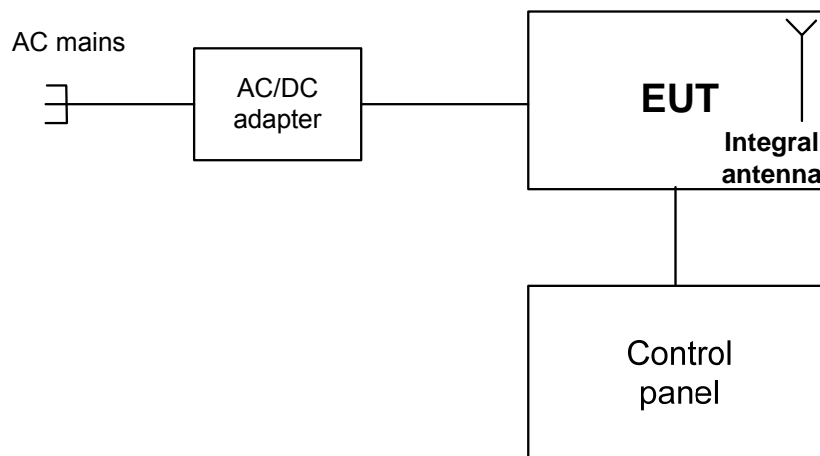 AC mains
AC/DC
adapter
EUT
Integral
antenna
Control
panel